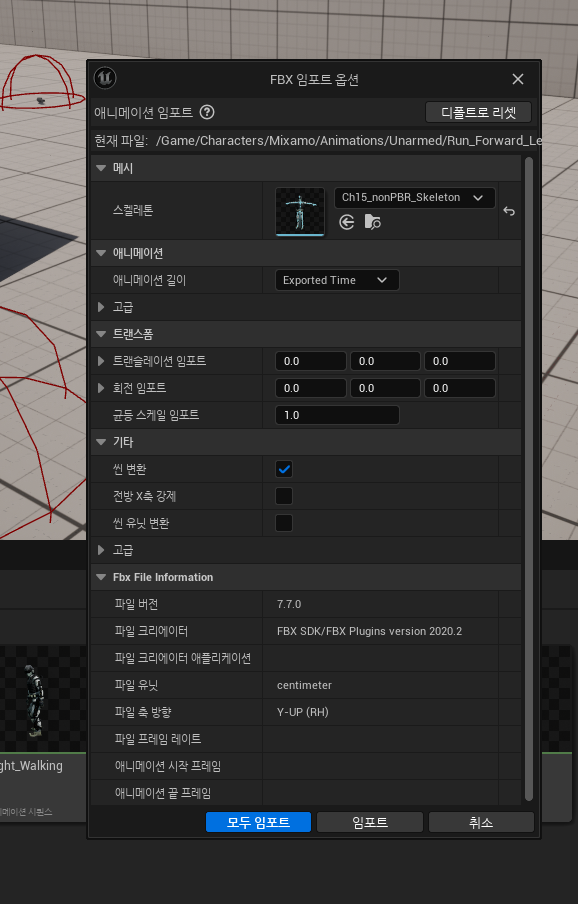 FBX 임포트 옵션
애니메이션 임포트
디폴트로 리셋
현재 파일: /Game/Characters/Mixamo/Animations/Unarmed/Run_Forward_Le
메시
스켈레톤
Ch15_nonPBR_Skeleton
애니메이션
애니메이션 길이 Exported Time
고급
트랜스폼
트랜슬레이션 임포트 0.0 0.0 0.0
회전 임포트 0.0 0.0 0.0
균등 스케일 임포트 1.0
기타
씬 변환
전방 X축 강제
씬 유닛 변환
고급
Fbx File Information
파일 버전 7.7.0
파일 크리에이터 FBX SDK/FBX Plugins version 2020.2
파일 크리에이터 애플리케이션
파일 유닛 centimeter
파일 축 방향 Y-UP (RH)
파일 프레임 레이트
애니메이션 시작 프레임
애니메이션 끝 프레임
모두 임포트 임포트 취소
ght_Walking
메이션 시퀀스